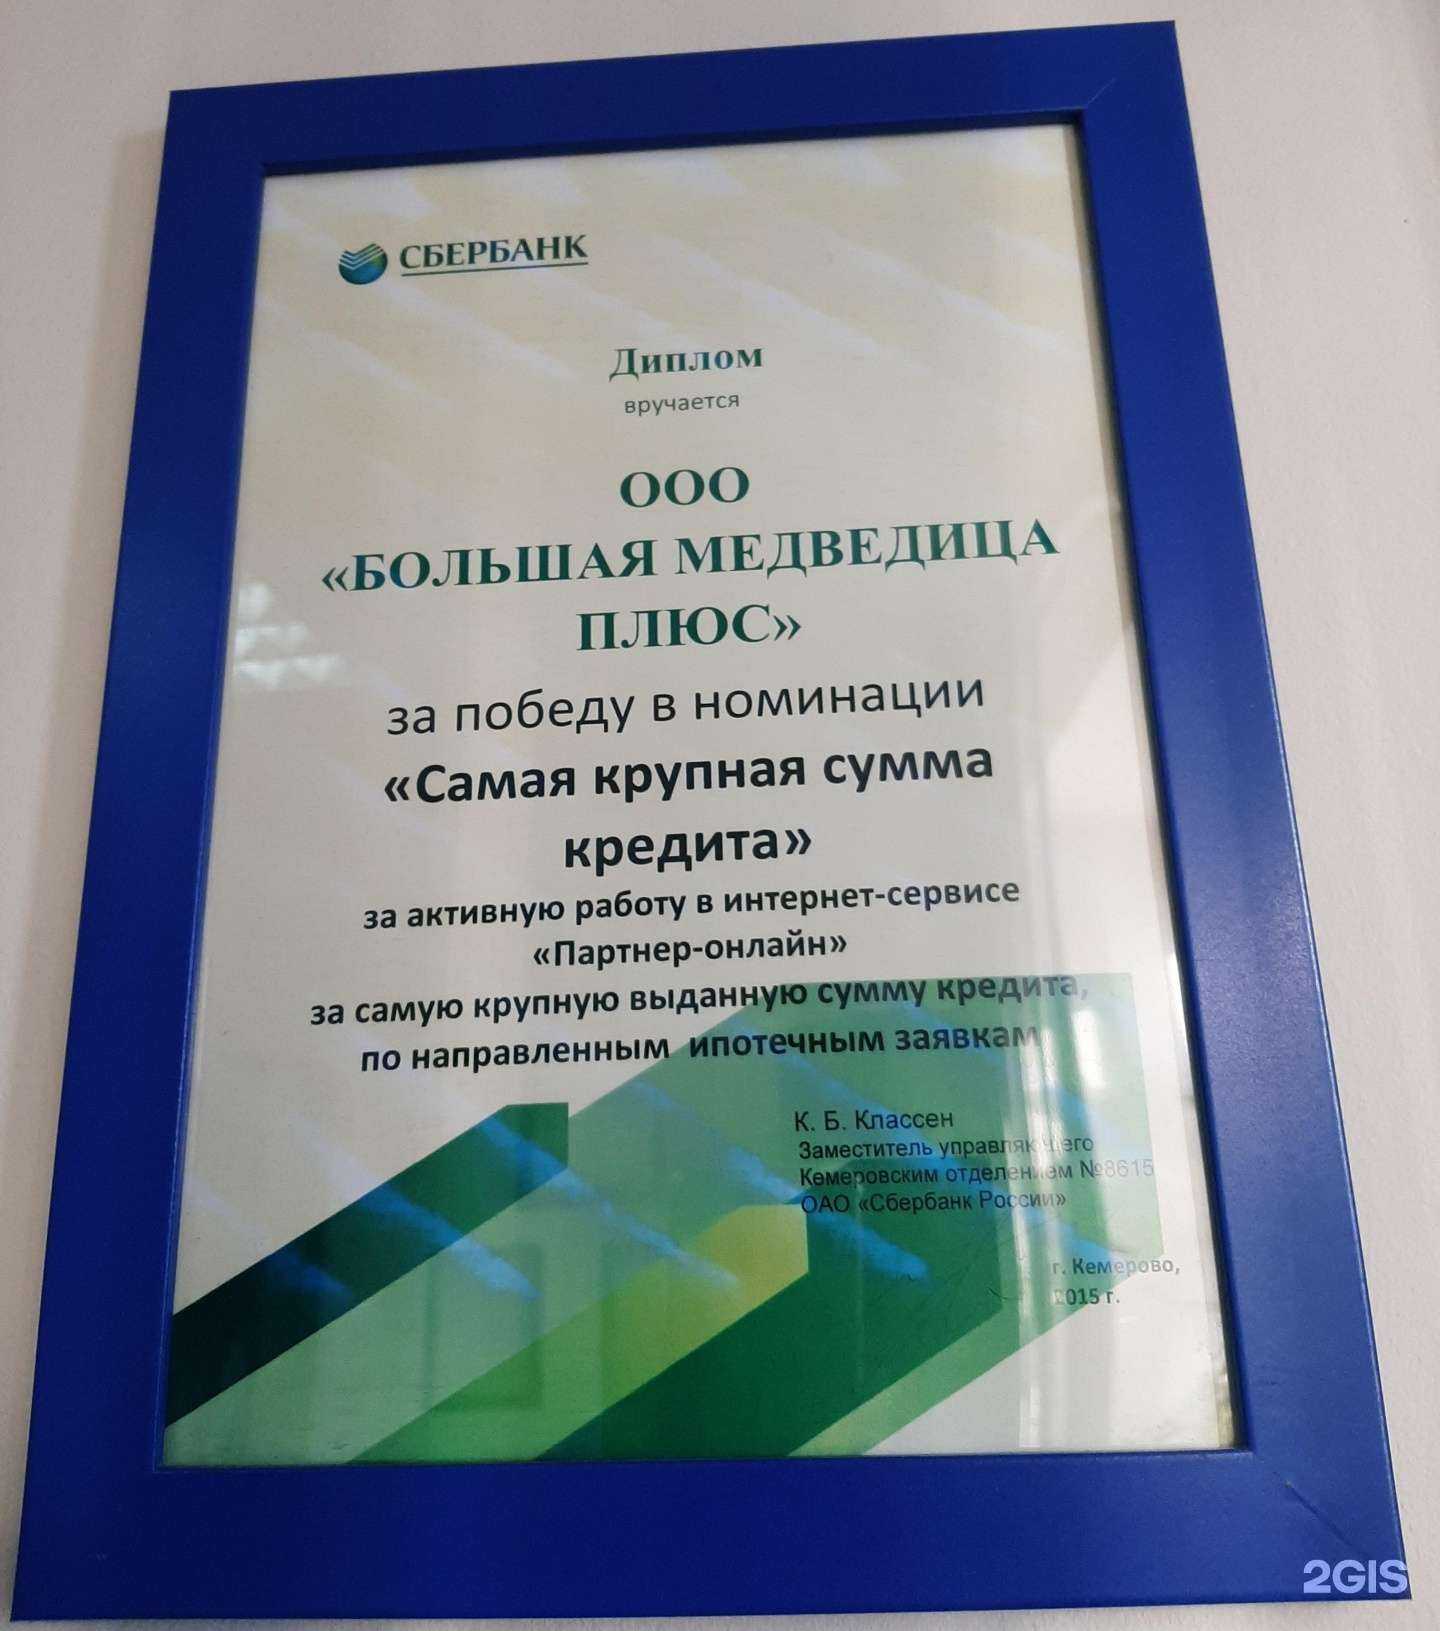 СБЕРБАНК
Диплом
вручается
ООО
«БОЛЬШАЯ МЕДВЕДИЦА
ПЛЮС»
за победу в номинации
«Самая крупная сумма
кредита»
за активную работу в интернет-сервисе
«Партнер-онлайн»
за самую крупную выданную сумму кредита,
по направленным ипотечным заявкам
К. Б. Классен
Заместитель управляющего
Кемеровским отделением №8615
ОАО «Сбербанк России»
г. Кемерово,
2015 г.
2GIS